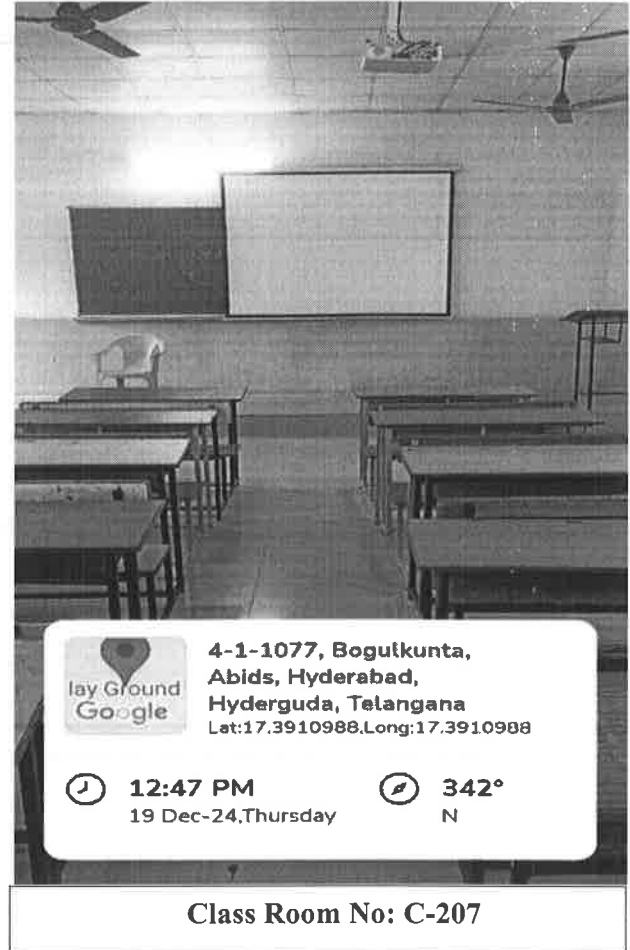 lay Ground
Google
4-1-1077, Bogulkunta,
Abids, Hyderabad,
Hyderguda, Telangana
Lat:17.3910988,Long:17.3910988
12:47 PM
19 Dec-24,Thursday
342°
N
Class Room No: C-207